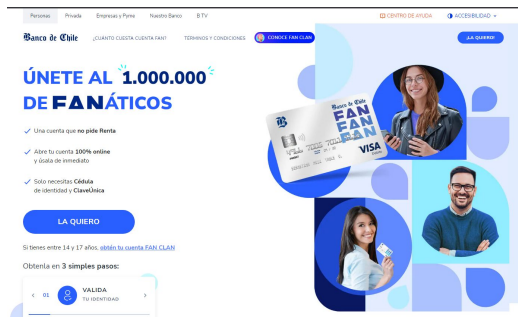 Personas Privada Empresas y Pyme Nuestro Banco B TV CENTRO DE AYUDA ACCESIBILIDAD
Banco de Chile ¿CUÁNTO CUESTA CUENTA FAN? TÉRMINOS Y CONDICIONES CONOCE FAN CLAN ¡LA QUIERO!
ÚNETE AL 1.000.000
DE FANÁTICOS
Una cuenta que no pide Renta
Abre tu cuenta 100% online
y úsala de inmediato
Solo necesitas Cédula
de identidad y ClaveÚnica
LA QUIERO
Si tienes entre 14 y 17 años, obtén tu cuenta FAN CLAN
Obtenla en 3 simples pasos:
01 VALIDA
TU IDENTIDAD
Banco de Chile
FAN
FAN
FAN
VISA